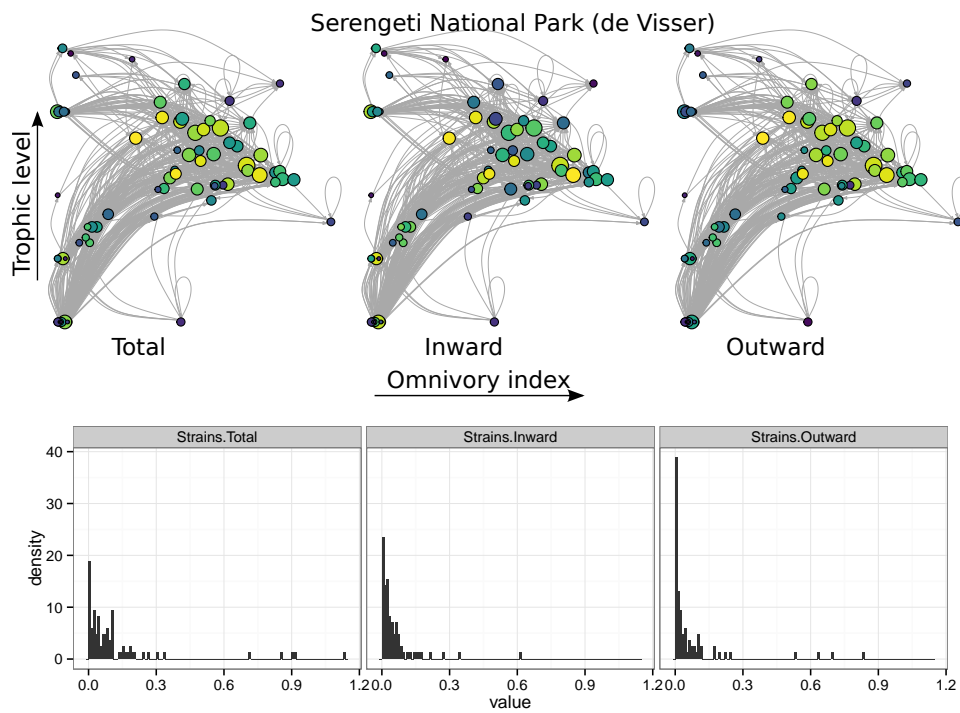 Serengeti National Park (de Visser)
Trophic level
Total Inward Outward
Omnivory index
Strains.Total Strains.Inward Strains.Outward
density
40
30
20
10
0
0.0 0.3 0.6 0.9 1.2 0.0 0.3 0.6 0.9 1.2 0.0 0.3 0.6 0.9 1.2
value